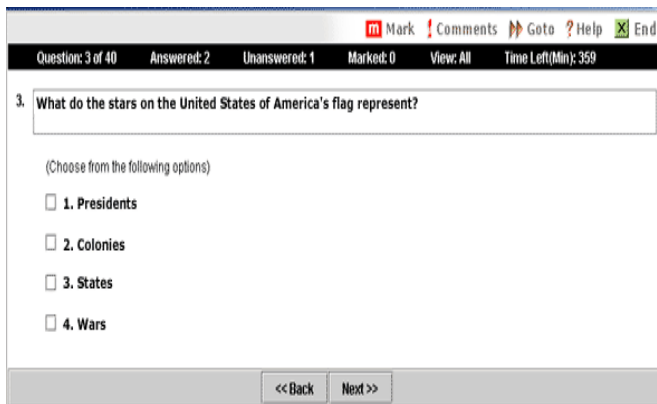 m Mark ! Comments Goto ? Help X End
Question: 3 of 40 Answered: 2 Unanswered: 1 Marked: 0 View: All Time Left(Min): 359
3. What do the stars on the United States of America's flag represent?
(Choose from the following options)
1. Presidents
2. Colonies
3. States
4. Wars
<< Back Next >>